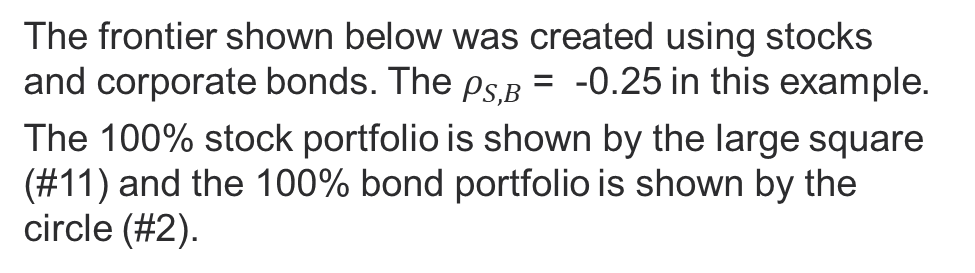 The frontier shown below was created using stocks
and corporate bonds. The ρS,B = -0.25 in this example.
The 100% stock portfolio is shown by the large square
(#11) and the 100% bond portfolio is shown by the
circle (#2).